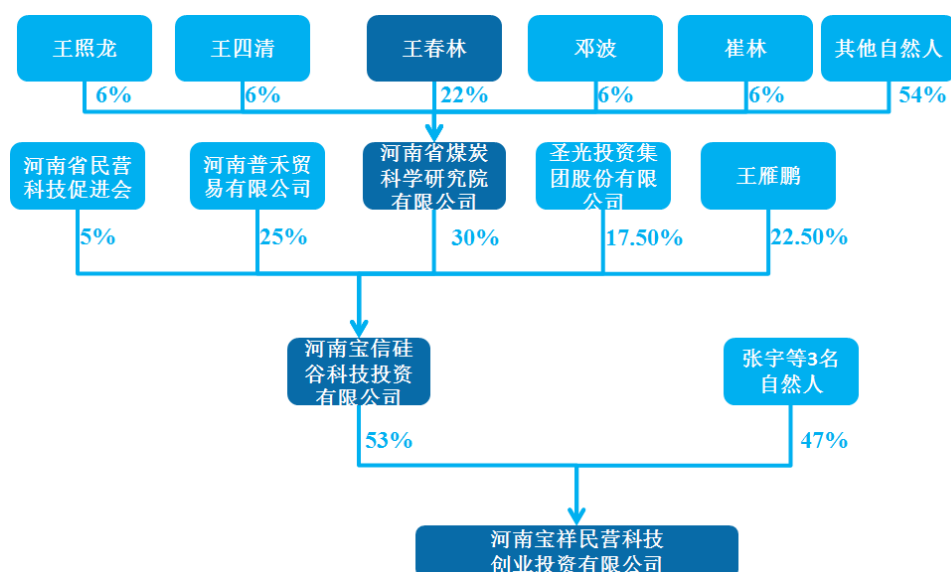 王照龙
王四清
王春林
邓波
崔林
其他自然人
6%
6%
22%
6%
6%
54%
河南省民营
科技促进会
河南普禾贸
易有限公司
河南省煤炭
科学研究院
有限公司
圣光投资集
团股份有限
公司
王雁鹏
5%
25%
30%
17.50%
22.50%
河南宝信硅
谷科技投资
有限公司
张宇等3名
自然人
53%
47%
河南宝祥民营科技
创业投资有限公司